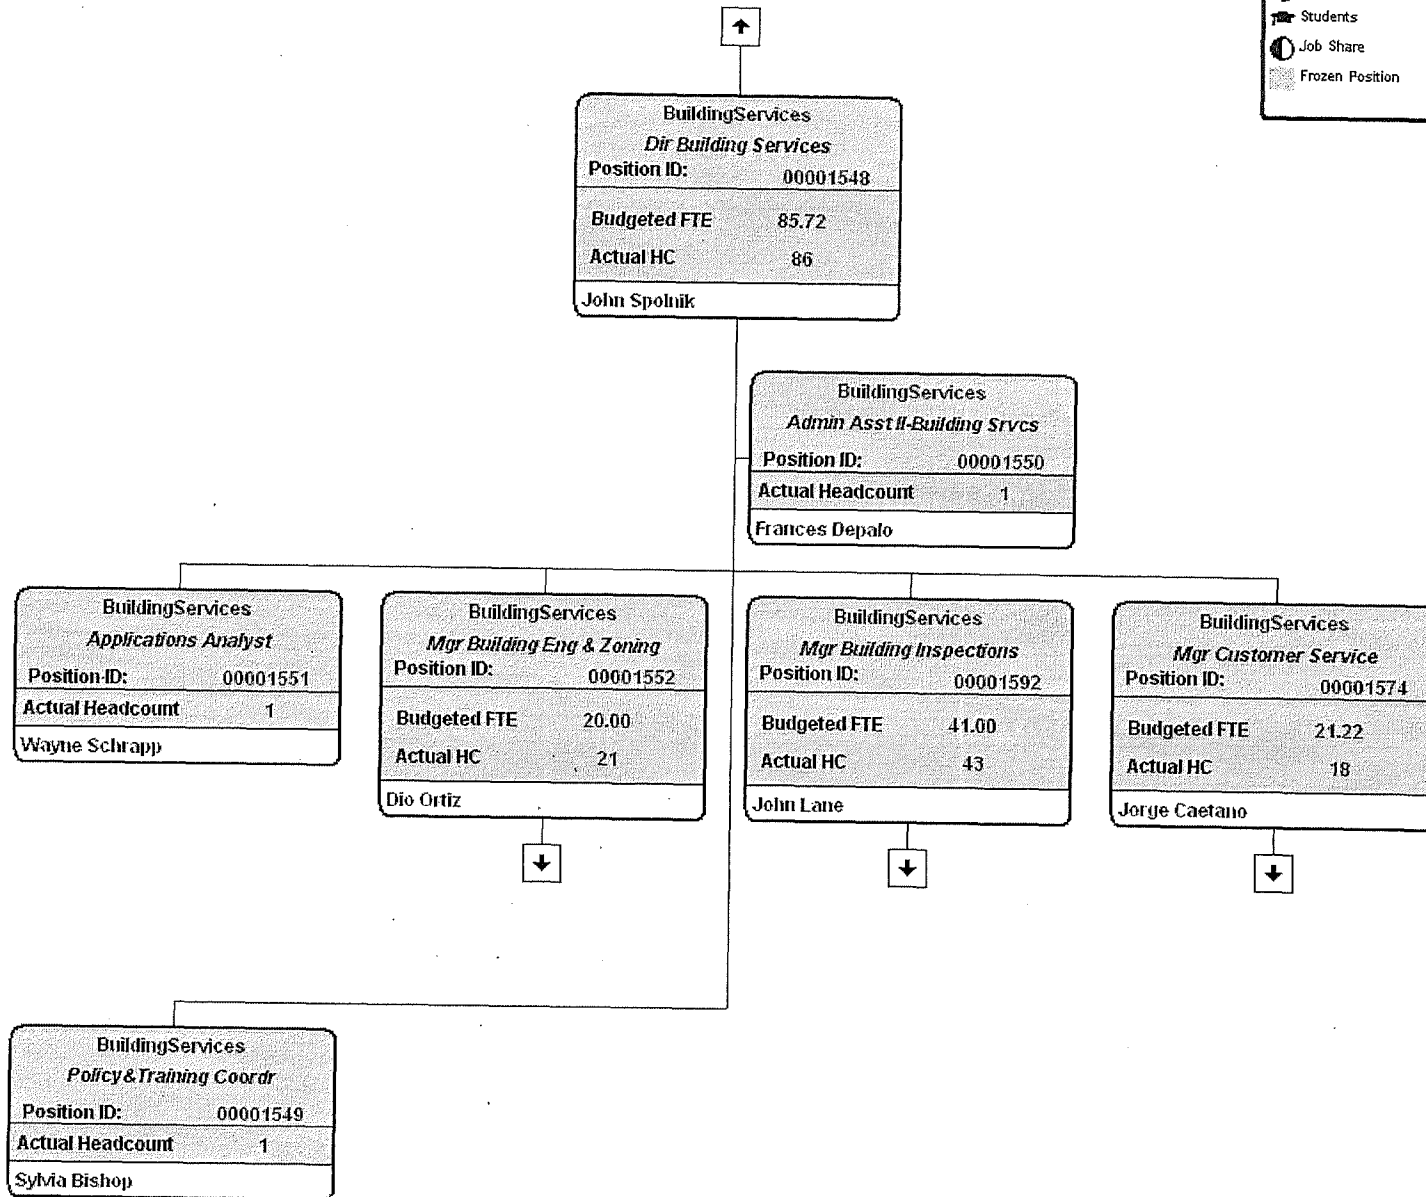 Students
Job Share
Frozen Position
BuildingServices
Dir Building Services
Position ID: 00001548
Budgeted FTE 85.72
Actual HC 86
John Spolnik
BuildingServices
Admin Asst II-Building Srvcs
Position ID: 00001550
Actual Headcount 1
Frances Depalo
BuildingServices
Applications Analyst
Position ID: 00001551
Actual Headcount 1
Wayne Schrapp
BuildingServices
Mgr Building Eng & Zoning
Position ID: 00001552
Budgeted FTE 20.00
Actual HC 21
Dio Ortiz
BuildingServices
Mgr Building Inspections
Position ID: 00001592
Budgeted FTE 41.00
Actual HC 43
John Lane
BuildingServices
Mgr Customer Service
Position ID: 00001574
Budgeted FTE 21.22
Actual HC 18
Jorge Caetano
BuildingServices
Policy&Training Coordr
Position ID: 00001549
Actual Headcount 1
Sylvia Bishop